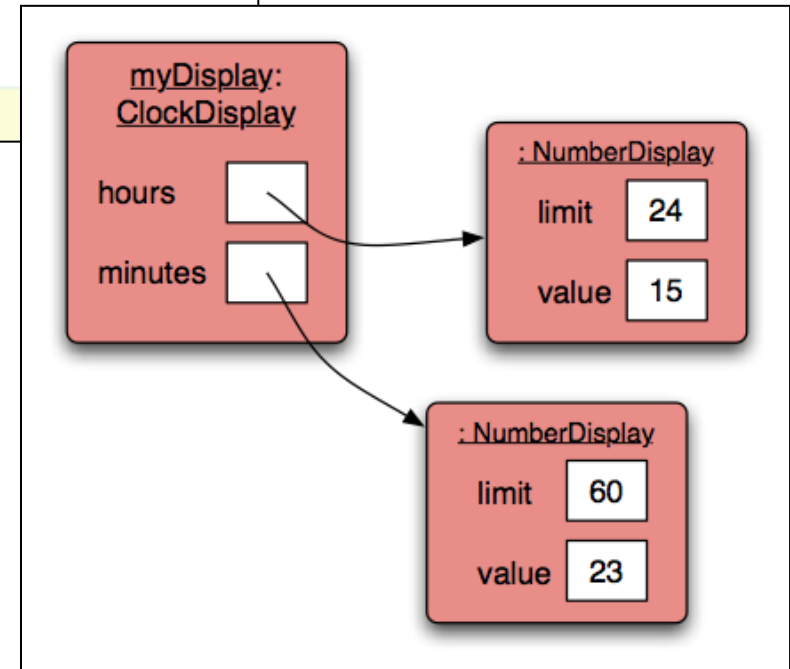 myDisplay:
ClockDisplay
hours
minutes
: NumberDisplay
limit 24
value 15
: NumberDisplay
limit 60
value 23